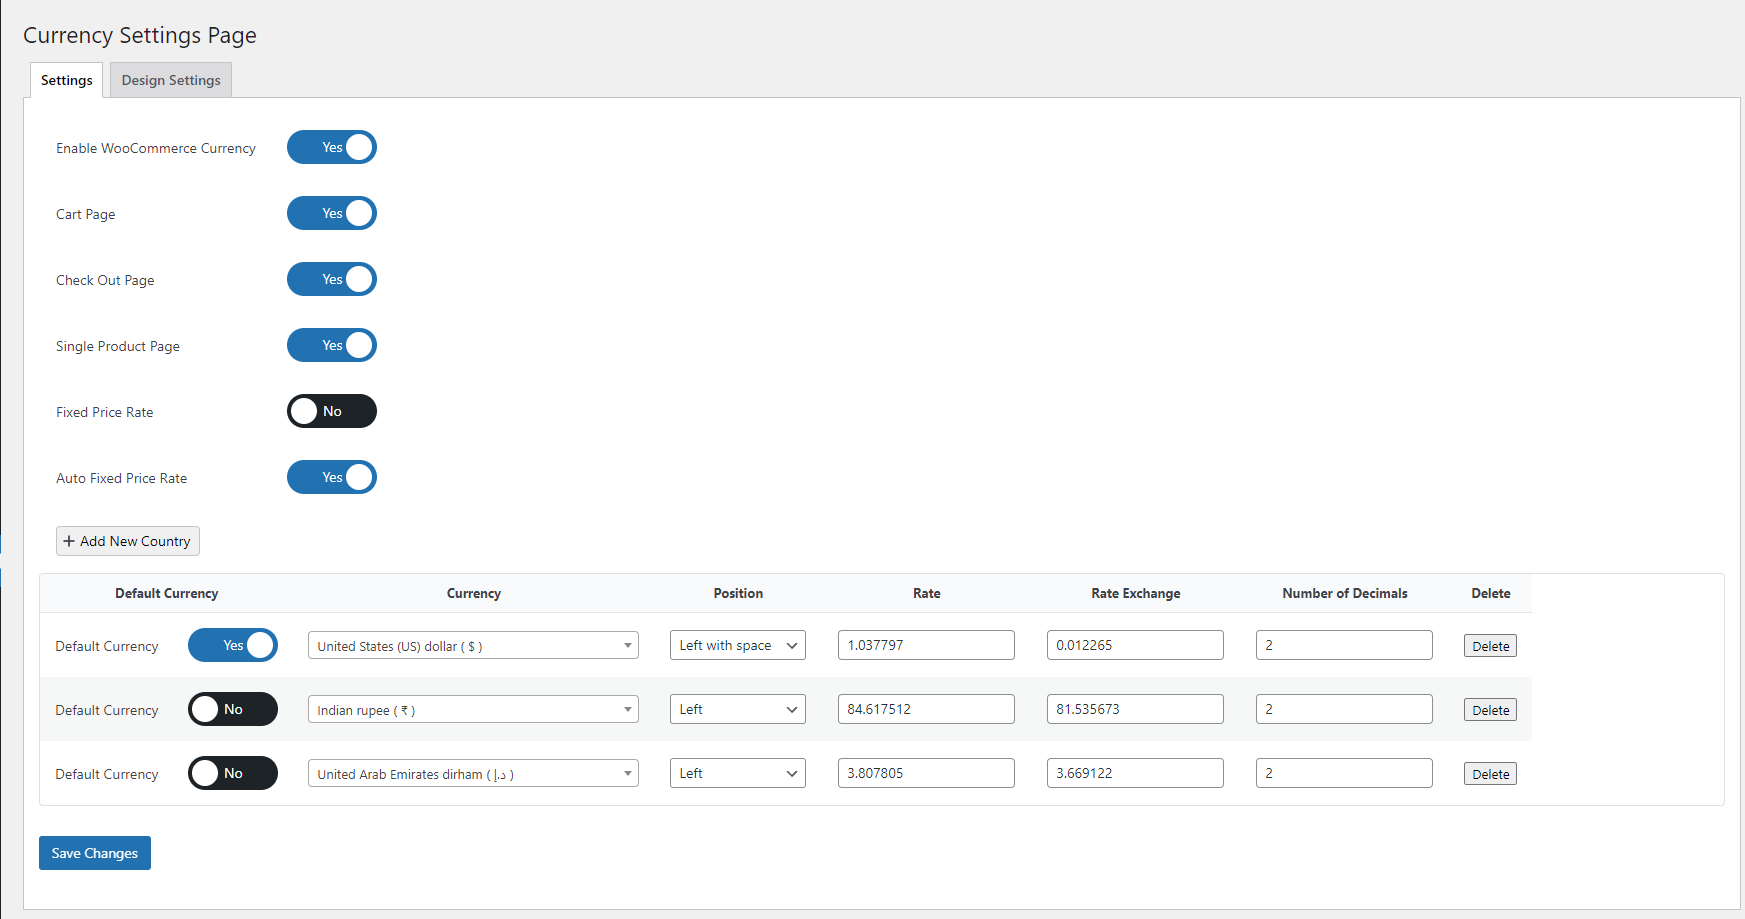 Currency Settings Page
Settings Design Settings
Enable WooCommerce Currency Yes
Cart Page Yes
Check Out Page Yes
Single Product Page Yes
Fixed Price Rate No
Auto Fixed Price Rate Yes
+ Add New Country
Default Currency Currency Position Rate Rate Exchange Number of Decimals Delete
Default Currency Yes United States (US) dollar ( $ ) Left with space 1.037797 0.012265 2 Delete
Default Currency No Indian rupee ( ₹ ) Left 84.617512 81.535673 2 Delete
Default Currency No United Arab Emirates dirham ( د.إ ) Left 3.807805 3.669122 2 Delete
Save Changes